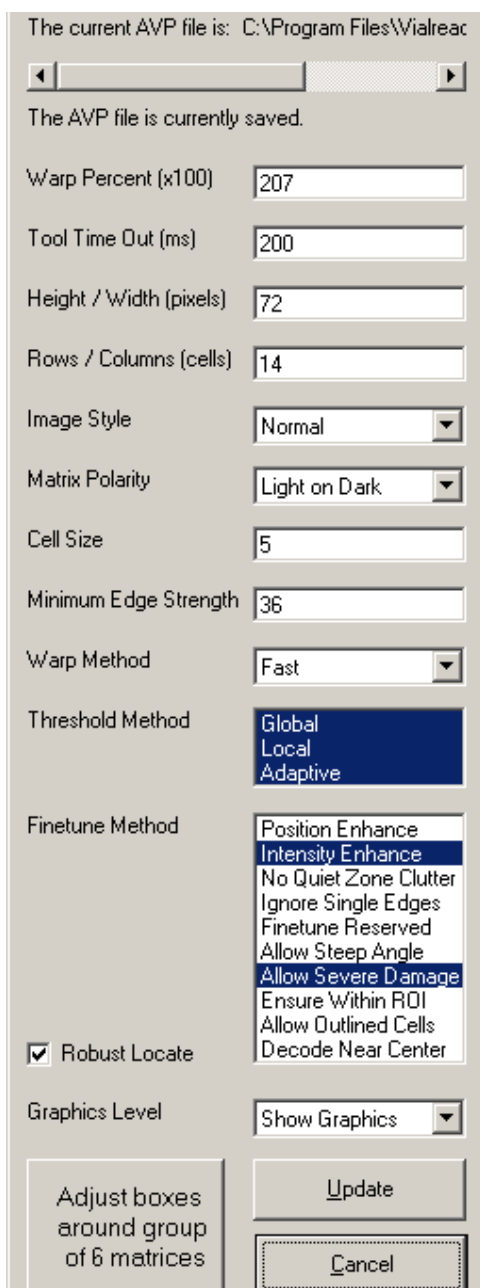 The current AVP file is: C:\Program Files\Vialreac
The AVP file is currently saved.
Warp Percent (x100) 207
Tool Time Out (ms) 200
Height / Width (pixels) 72
Rows / Columns (cells) 14
Image Style Normal
Matrix Polarity Light on Dark
Cell Size 5
Minimum Edge Strength 36
Warp Method Fast
Threshold Method Global
Local
Adaptive
Finetune Method Position Enhance
Intensity Enhance
No Quiet Zone Clutter
Ignore Single Edges
Finetune Reserved
Allow Steep Angle
Allow Severe Damage
Ensure Within ROI
Allow Outlined Cells
Robust Locate Decode Near Center
Graphics Level Show Graphics
Adjust boxes
around group
of 6 matrices
Update
Cancel